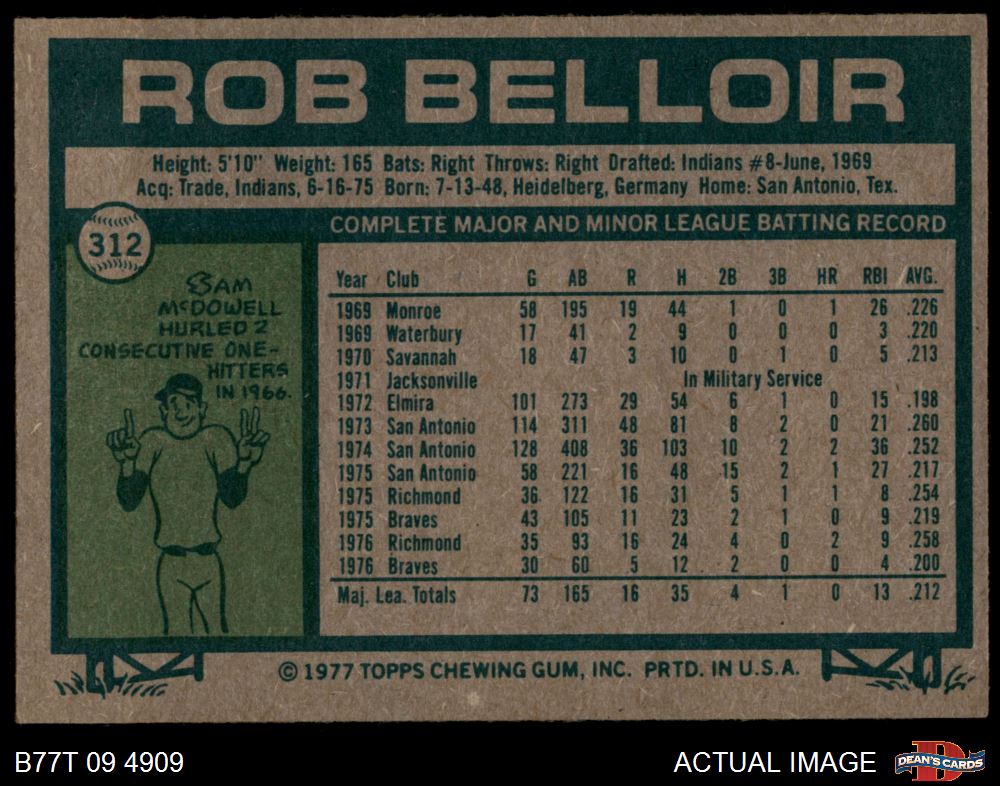 ROB BELLOIR
Height: 5'10" Weight: 165 Bats: Right Throws: Right Drafted: Indians #8-June, 1969
Acq: Trade, Indians, 6-16-75 Born: 7-13-48, Heidelberg, Germany Home: San Antonio, Tex.
312
SAM
McDOWELL
HURLED 2
CONSECUTIVE ONE-
HITTERS
IN 1966.
COMPLETE MAJOR AND MINOR LEAGUE BATTING RECORD
Year Club G AB R H 2B 3B HR RBI AVG.
1969 Monroe 58 195 19 44 1 0 1 26 .226
1969 Waterbury 17 41 2 9 0 0 0 3 .220
1970 Savannah 18 47 3 10 0 1 0 5 .213
1971 Jacksonville In Military Service
1972 Elmira 101 273 29 54 6 1 0 15 .198
1973 San Antonio 114 311 48 81 8 2 0 21 .260
1974 San Antonio 128 408 36 103 10 2 2 36 .252
1975 San Antonio 58 221 16 48 15 2 1 27 .217
1975 Richmond 36 122 16 31 5 1 1 8 .254
1975 Braves 43 105 11 23 2 1 0 9 .219
1976 Richmond 35 93 16 24 4 0 2 9 .258
1976 Braves 30 60 5 12 2 0 0 4 .200
Maj. Lea. Totals 73 165 16 35 4 1 0 13 .212
© 1977 TOPPS CHEWING GUM, INC. PRTD. IN U.S.A.
B77T 09 4909
ACTUAL IMAGE
D
DEAN'S CARDS